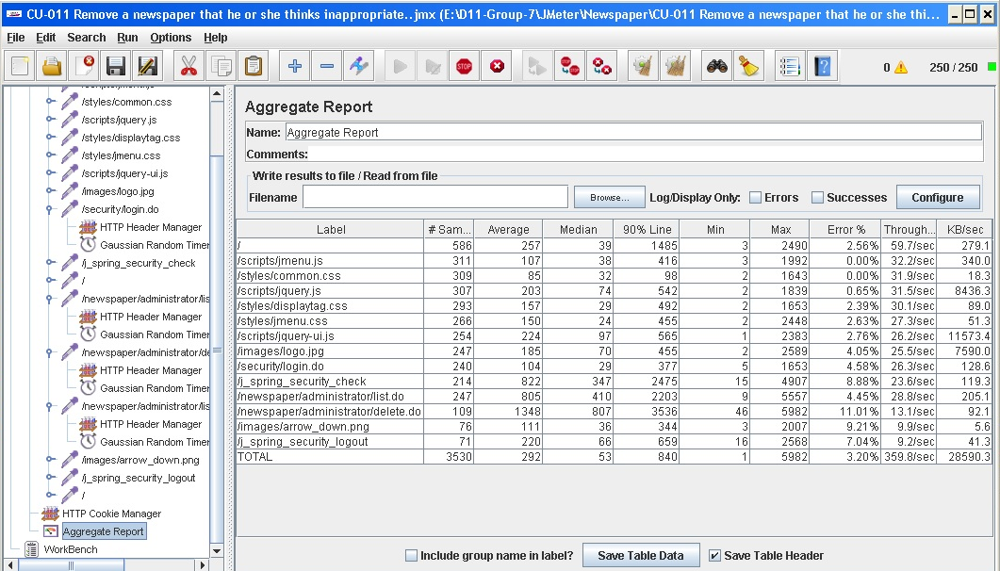 CU-011 Remove a newspaper that he or she thinks inappropriate..jmx (E:\D11-Group-7\JMeter\Newspaper\CU-011 Remove a newspaper that he or she thi...
File Edit Search Run Options Help
STOP
0 250 / 250
/styles/common.css
/scripts/jquery.js
/styles/displaytag.css
/styles/jmenu.css
/scripts/jquery-ui.js
/images/logo.jpg
/security/login.do
HTTP Header Manager
Gaussian Random Timer
/j_spring_security_check
/
/newspaper/administrator/lis
HTTP Header Manager
Gaussian Random Timer
/newspaper/administrator/de
HTTP Header Manager
Gaussian Random Timer
/newspaper/administrator/lis
HTTP Header Manager
Gaussian Random Timer
/images/arrow_down.png
/j_spring_security_logout
/
HTTP Cookie Manager
Aggregate Report
WorkBench
Aggregate Report
Name: Aggregate Report
Comments:
Write results to file / Read from file
Filename Browse... Log/Display Only: Errors Successes Configure
Label # Sam... Average Median 90% Line Min Max Error % Through... KB/sec
/ 586 257 39 1485 3 2490 2.56% 59.7/sec 279.1
/scripts/jmenu.js 311 107 38 416 3 1992 0.00% 32.2/sec 340.0
/styles/common.css 309 85 32 98 2 1643 0.00% 31.9/sec 18.3
/scripts/jquery.js 307 203 74 542 2 1839 0.65% 31.5/sec 8436.3
/styles/displaytag.css 293 157 29 492 2 1653 2.39% 30.1/sec 89.0
/styles/jmenu.css 266 150 24 455 2 2448 2.63% 27.3/sec 51.3
/scripts/jquery-ui.js 254 224 97 565 1 2383 2.76% 26.2/sec 11573.4
/images/logo.jpg 247 185 70 455 2 2589 4.05% 25.5/sec 7590.0
/security/login.do 240 104 29 377 5 1653 4.58% 26.3/sec 128.6
/j_spring_security_check 214 822 347 2475 15 4907 8.88% 23.6/sec 119.3
/newspaper/administrator/list.do 247 805 410 2203 9 5557 4.45% 28.8/sec 205.1
/newspaper/administrator/delete.do 109 1348 807 3536 46 5982 11.01% 13.1/sec 92.1
/images/arrow_down.png 76 111 36 344 3 2007 9.21% 9.9/sec 5.6
/j_spring_security_logout 71 220 66 659 16 2568 7.04% 9.2/sec 41.3
TOTAL 3530 292 53 840 1 5982 3.20% 359.8/sec 28590.3
Include group name in label? Save Table Data Save Table Header